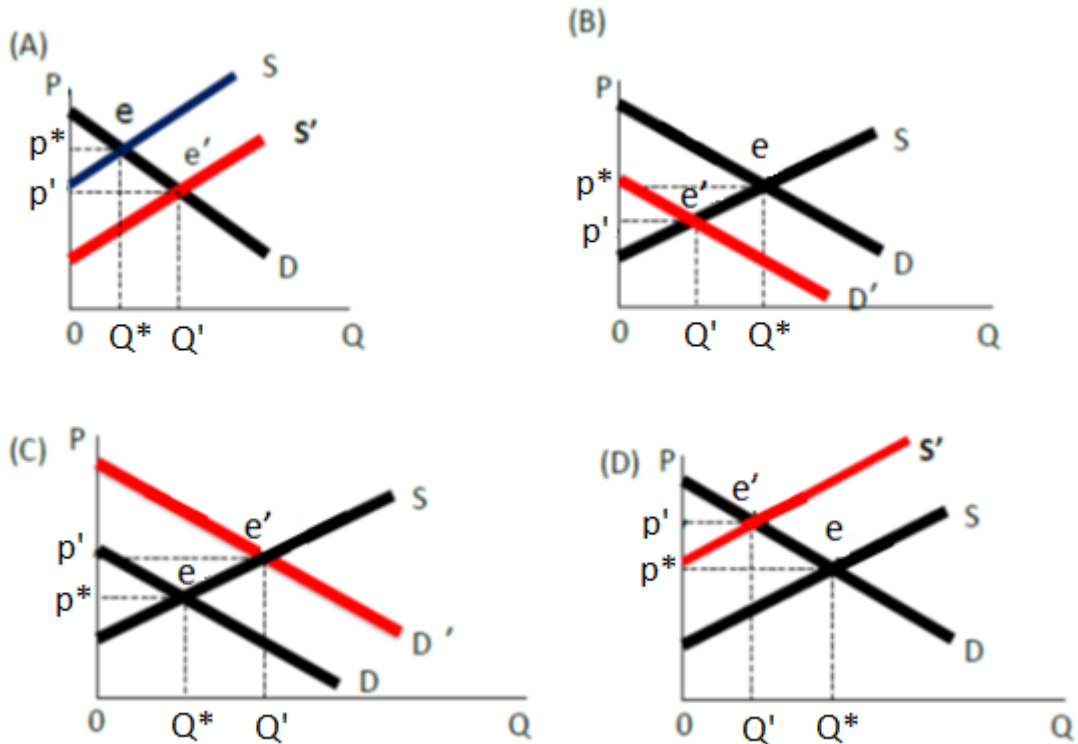 (A)
P
S
e
p*
e′
S′
p'
D
0
Q*
Q'
Q
(B)
P
e
S
p*
e′
p'
D
D′
0
Q'
Q*
Q
(C)
P
S
e′
p'
e
p*
D ′
D
0
Q*
Q'
Q
(D)
P
S′
e′
p'
e
S
p*
D
0
Q'
Q*
Q